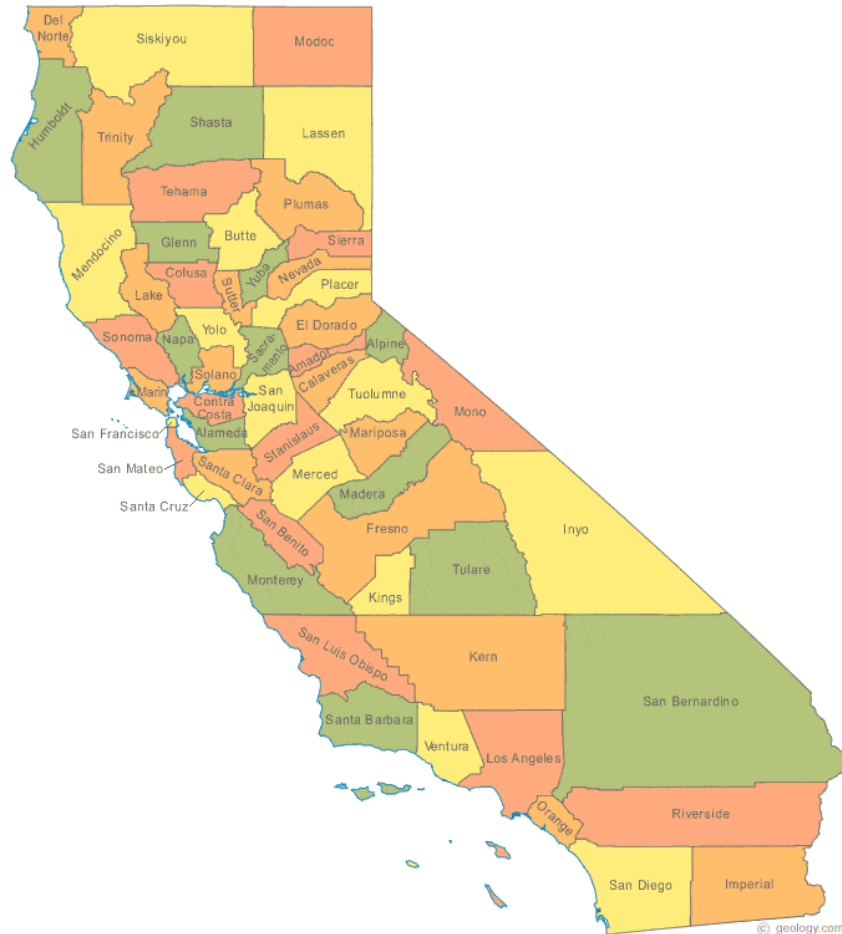 Del
Norte
Siskiyou
Modoc
Humboldt
Trinity
Shasta
Lassen
Tehama
Plumas
Mendocino
Glenn
Butte
Sierra
Colusa
Yuba
Nevada
Lake
Sutter
Placer
Sonoma
Napa
Yolo
El Dorado
Sacra-
mento
Alpine
Amador
Solano
Calaveras
Marin
San
Joaquin
Tuolumne
Contra
Costa
Mono
San Francisco
Alameda
Stanislaus
Mariposa
San Mateo
Santa Clara
Merced
Madera
Santa Cruz
San Benito
Fresno
Inyo
Monterey
Kings
Tulare
San Luis Obispo
Kern
San Bernardino
Santa Barbara
Ventura
Los Angeles
Orange
Riverside
San Diego
Imperial
© geology.com